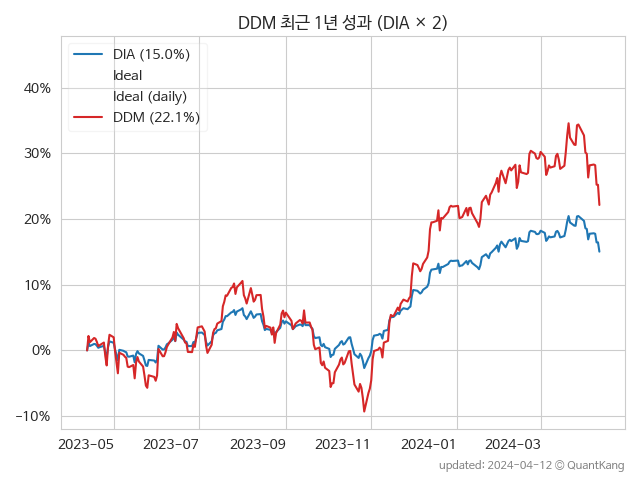 DDM 최근 1년 성과 (DIA × 2)
DIA (15.0%)
Ideal
Ideal (daily)
DDM (22.1%)
40%
30%
20%
10%
0%
−10%
2023-05 2023-07 2023-09 2023-11 2024-01 2024-03
updated: 2024-04-12 © QuantKang